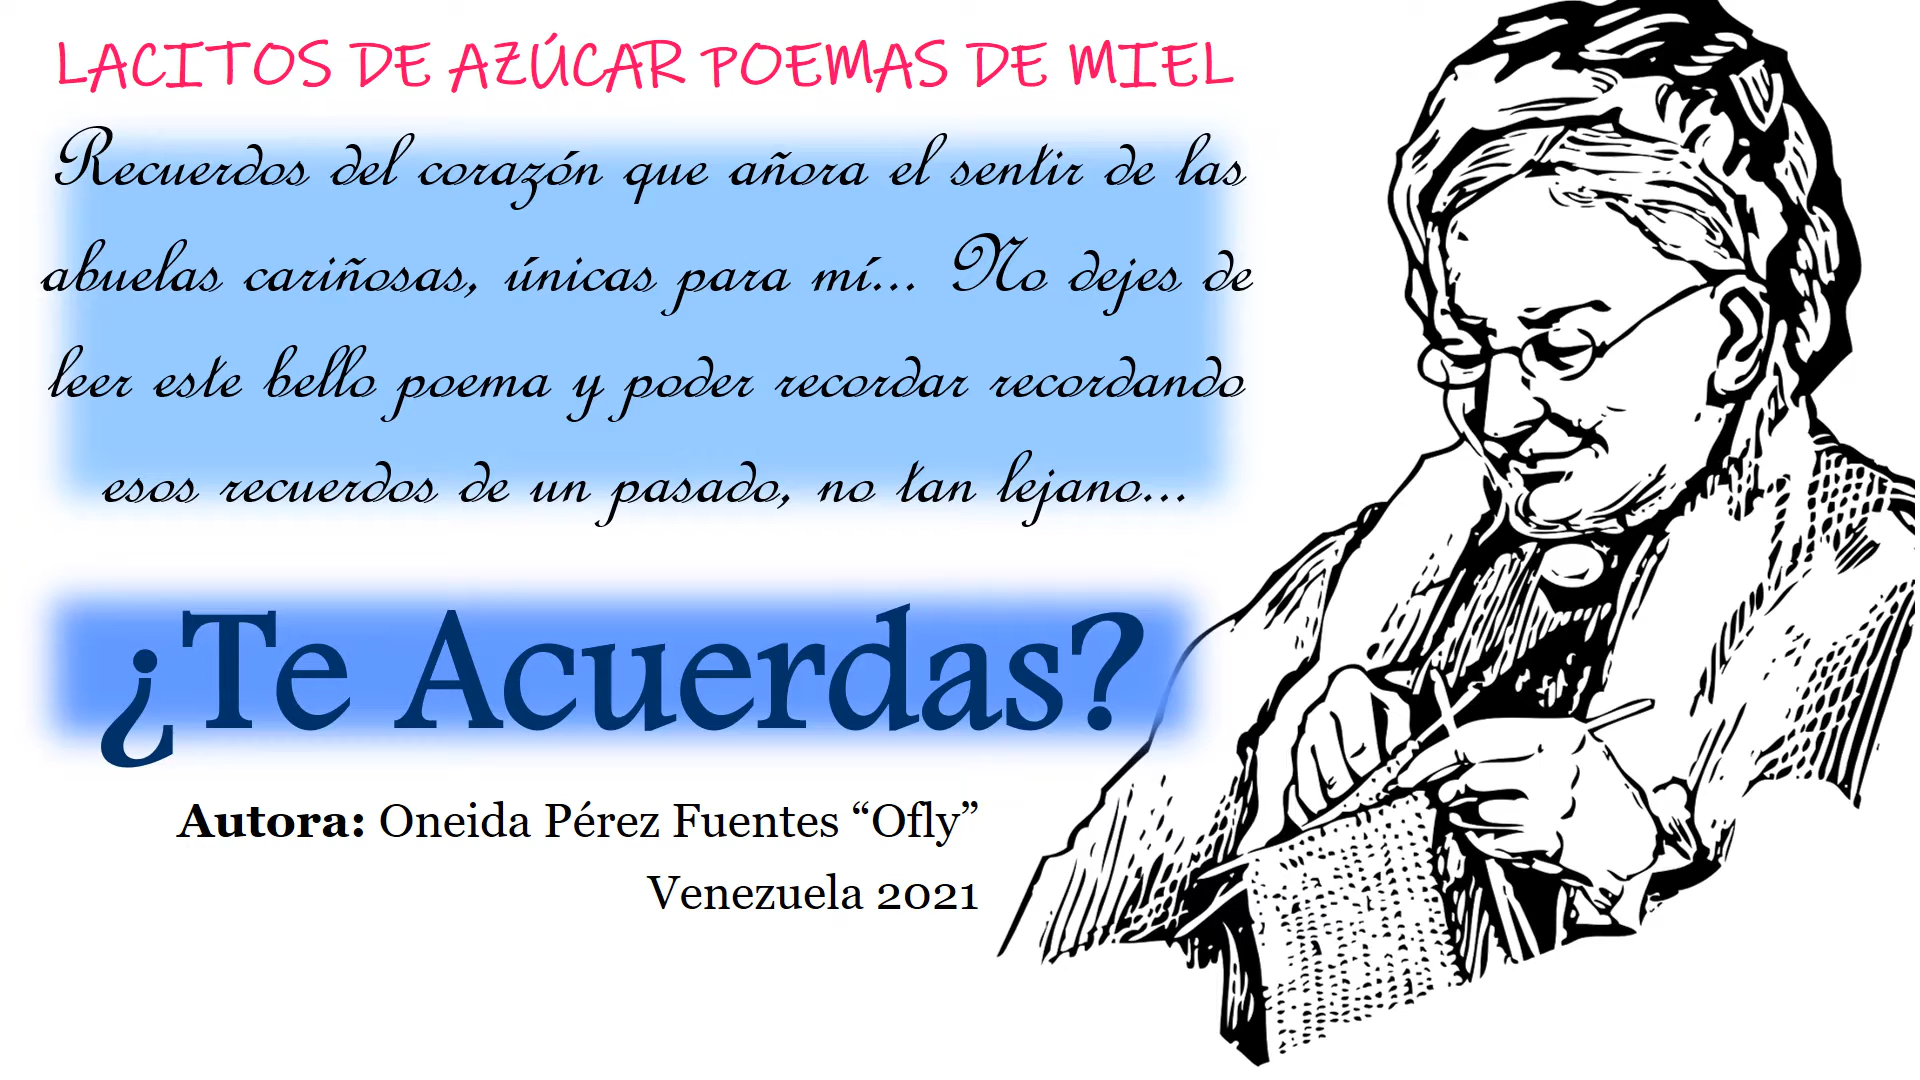 LACITOS DE AZÚCAR POEMAS DE MIEL
Recuerdos del corazón que añora el sentir de las
abuelas cariñosas, únicas para mí... No dejes de
leer este bello poema y poder recordar recordando
esos recuerdos de un pasado, no tan lejano...
¿Te Acuerdas?
Autora: Oneida Pérez Fuentes “Ofly”
Venezuela 2021